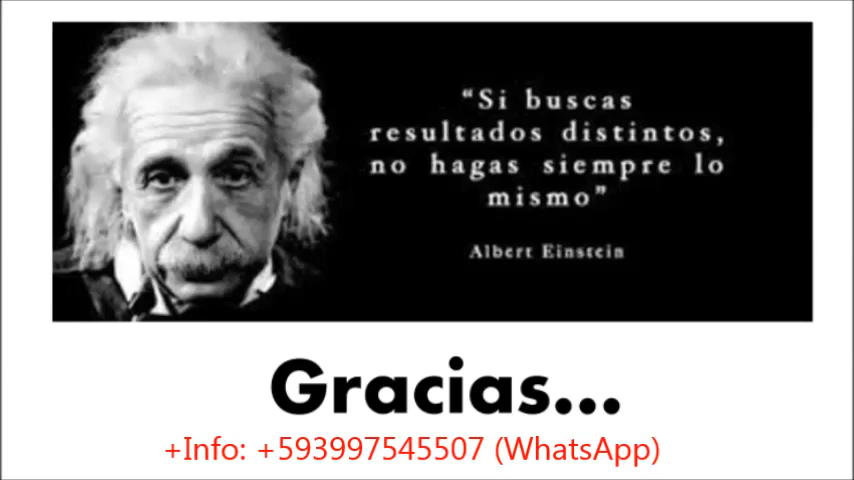 “Si buscas
resultados distintos,
no hagas siempre lo
mismo”
Albert Einstein
Gracias...
+Info: +593997545507 (WhatsApp)